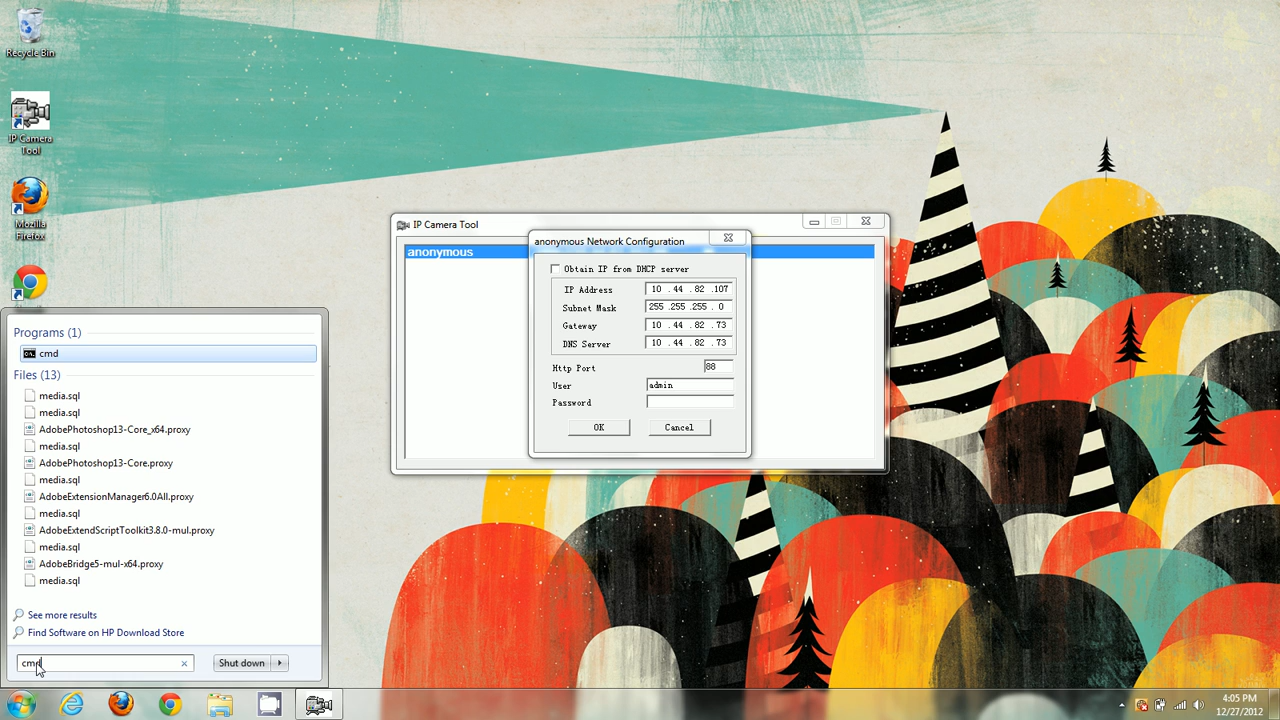 Recycle Bin
IP Camera
Tool
Mozilla
Firefox
IP Camera Tool
anonymous
anonymous Network Configuration
Obtain IP from DHCP server
IP Address 10 . 44 . 82 .107
Subnet Mask 255 .255 .255 . 0
Gateway 10 . 44 . 82 . 73
DNS Server 10 . 44 . 82 . 73
Http Port 88
User admin
Password
OK Cancel
Programs (1)
cmd
Files (13)
media.sql
media.sql
AdobePhotoshop13-Core_x64.proxy
media.sql
AdobePhotoshop13-Core.proxy
media.sql
AdobeExtensionManager6.0All.proxy
media.sql
AdobeExtendScriptToolkit3.8.0-mul.proxy
media.sql
AdobeBridge5-mul-x64.proxy
media.sql
See more results
Find Software on HP Download Store
cmd
Shut down
4:05 PM
12/27/2012